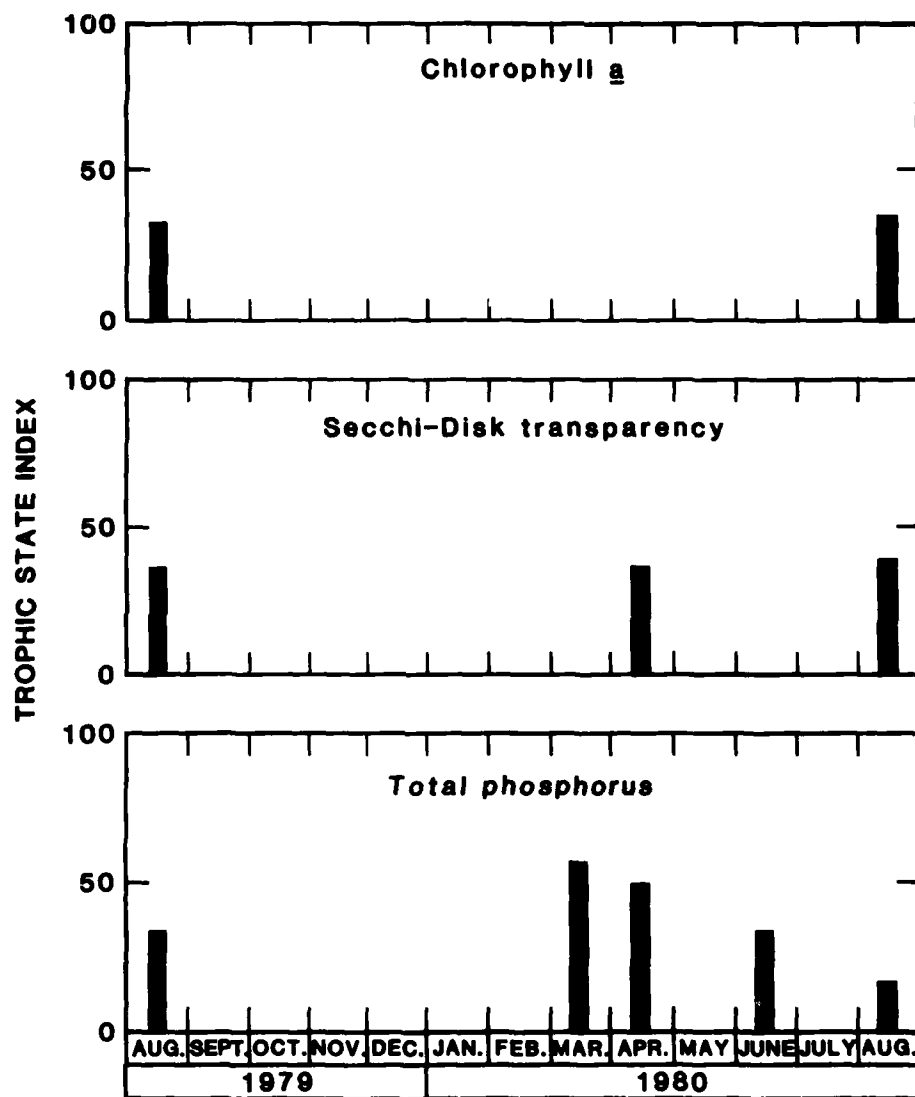 TROPHIC STATE INDEX
100
Chlorophyll a
50
0
100
Secchi-Disk transparency
50
0
100
Total phosphorus
50
0
AUG. SEPT. OCT. NOV. DEC. JAN. FEB. MAR. APR. MAY JUNE JULY AUG.
1979 1980